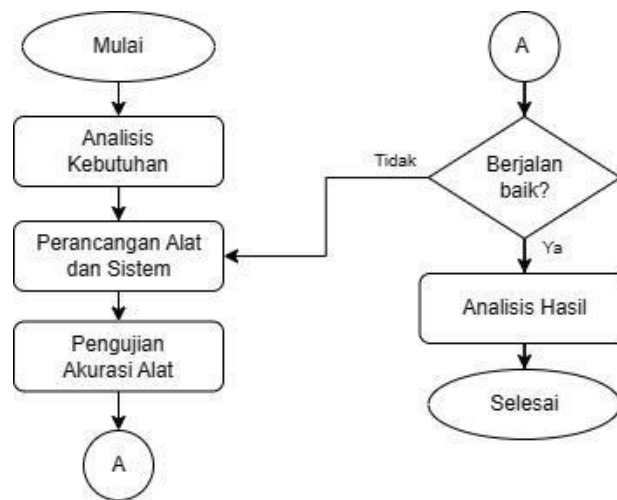 Mulai
Analisis
Kebutuhan
Perancangan Alat
dan Sistem
Pengujian
Akurasi Alat
A
A
Berjalan
baik?
Tidak
Ya
Analisis Hasil
Selesai